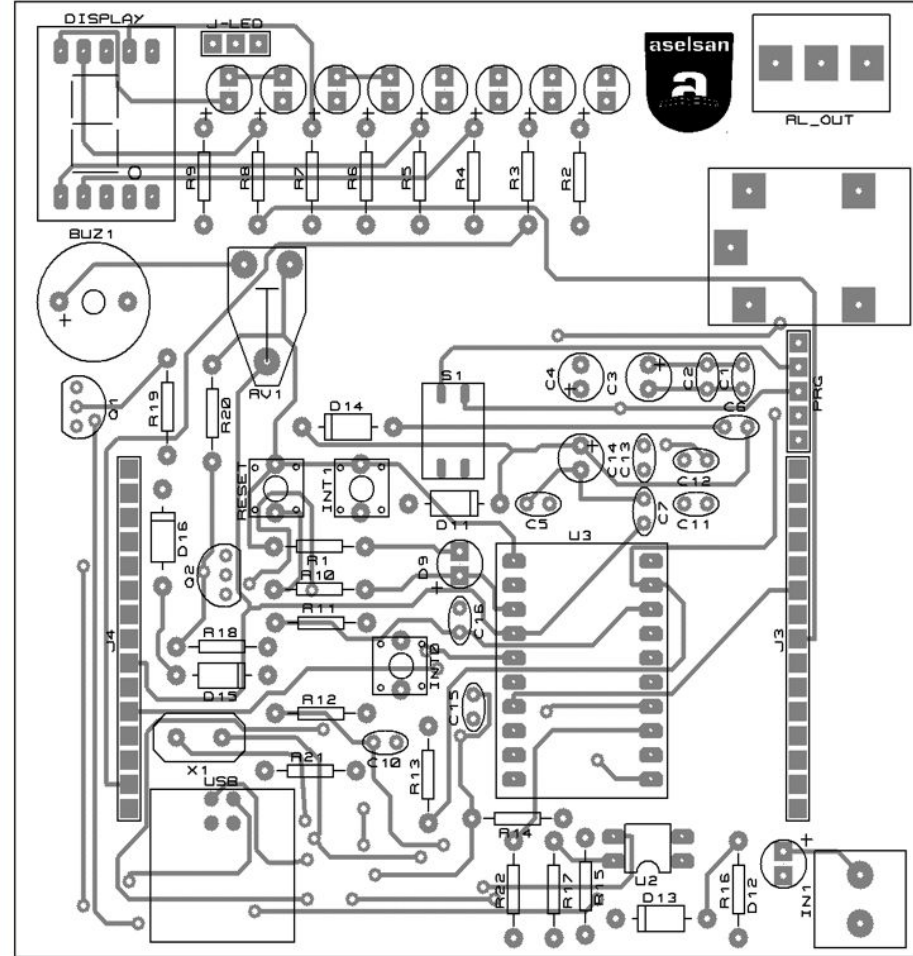 DISPLAY
J-LED
aselsan
a
AL_OUT
R9
R8
R7
R6
R5
R4
R3
R2
BUZ1
RV1
Q1
R19
R20
S1
C4
C3
C2
C1
PRG
D14
C6
C14
C13
C12
RESET
INT1
D11
C5
C7
C11
D16
U3
Q2
R1
D9
R10
R11
C16
J4
J3
R18
INT0
D15
R12
C15
X1
C10
R21
R13
USB
R14
U2
R22
R17
R15
R16
D12
D13
IN1